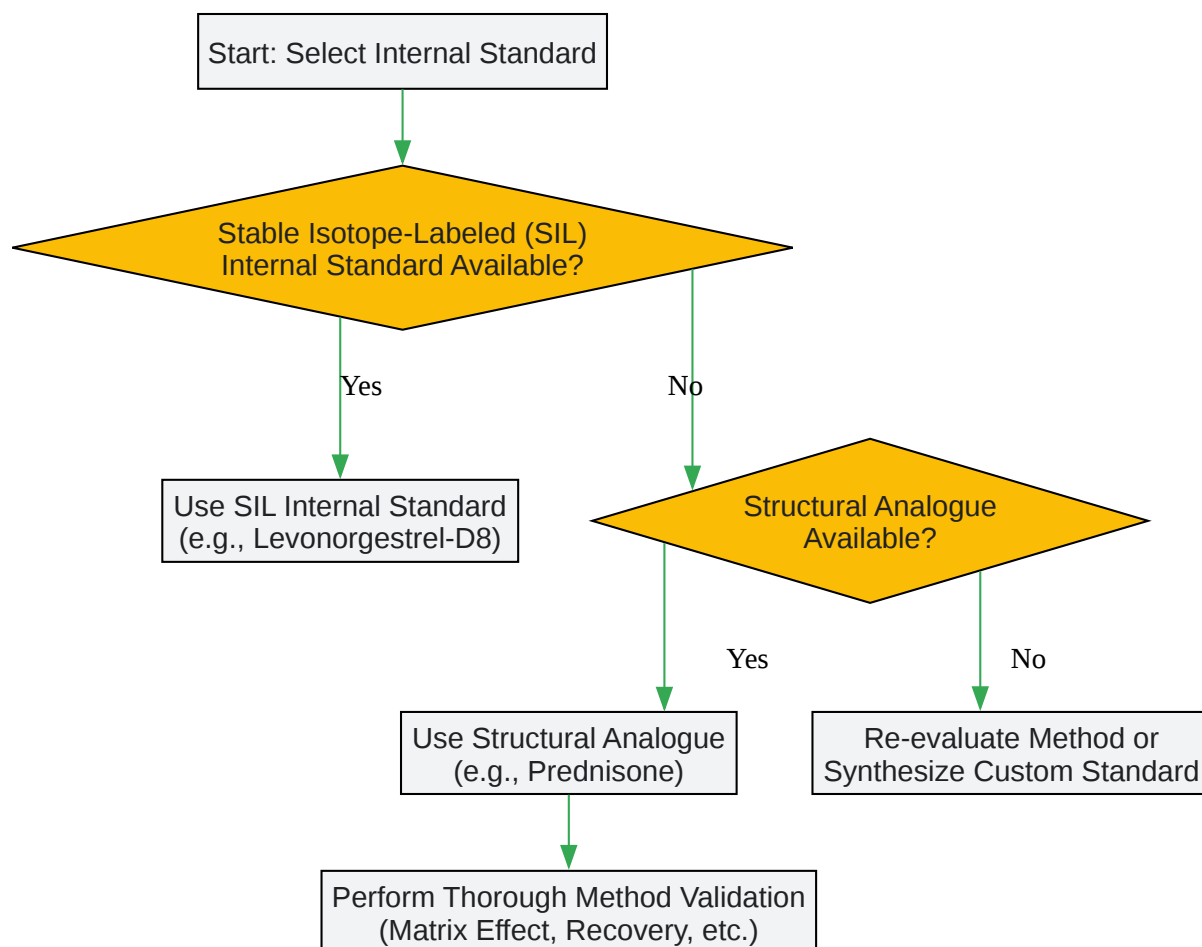 Start: Select Internal Standard
Stable Isotope-Labeled (SIL)
Internal Standard Available?
Yes
No
Use SIL Internal Standard
(e.g., Levonorgestrel-D8)
Structural Analogue
Available?
Yes
No
Use Structural Analogue
(e.g., Prednisone)
Re-evaluate Method or
Synthesize Custom Standard
Perform Thorough Method Validation
(Matrix Effect, Recovery, etc.)